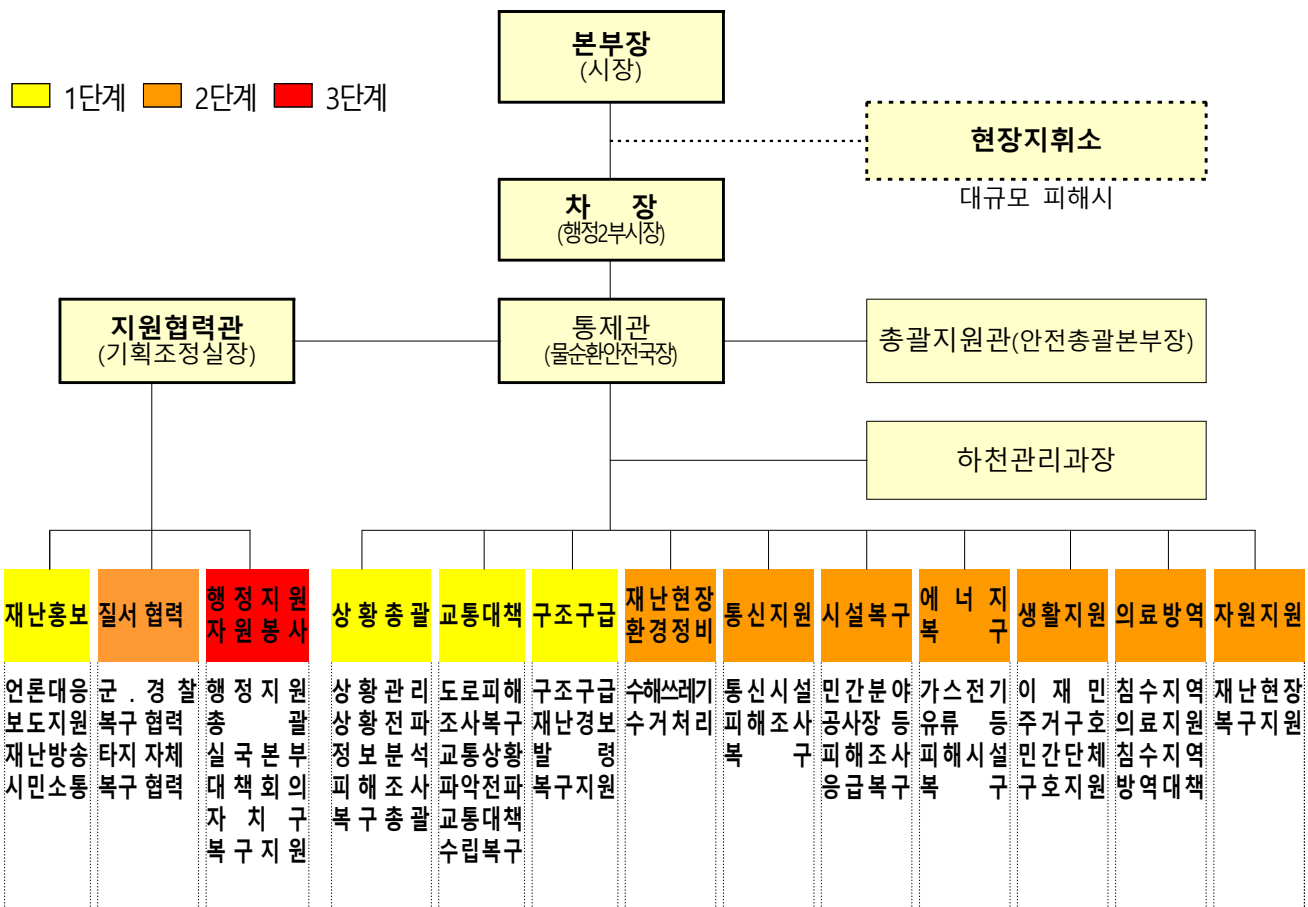 본부장
(시장)
1단계 2단계 3단계
현장지휘소
대규모 피해시
차 장
(행정2부시장)
지원협력관
(기획조정실장)
통제관
(물순환안전국장)
총괄지원관(안전총괄본부장)
하천관리과장
재난홍보
질서 협력
행정지원
자원봉사
상황총괄
교통대책
구조구급
재난현장
환경정비
통신지원
시설복구
에너지
복구
생활지원
의료방역
자원지원
언론대응
보도지원
재난방송
시민소통
군.경찰
복구 협력
타지 자체
복구 협력
행정지원
총괄
실국본부
대책회의
자치구
복구지원
상황관리
상황전파
정보분석
피해조사
복구총괄
도로피해
조사복구
교통상황
파악전파
교통대책
수립복구
구조구급
재난경보
발령
복구지원
수해쓰레기
수거처리
통신시설
피해조사
복구
민간분야
공사장 등
피해조사
응급복구
가스전기
유류 등
피해시설
복구
이재민
주거구호
민간단체
구호지원
침수지역
의료지원
침수지역
방역대책
재난현장
복구지원